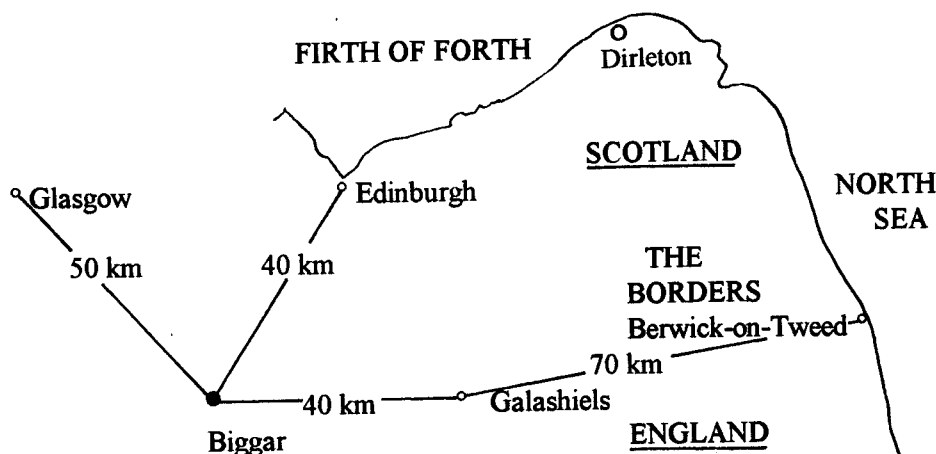 FIRTH OF FORTH
Dirleton
SCOTLAND
Glasgow
Edinburgh
NORTH
SEA
50 km
40 km
THE
BORDERS
Berwick-on-Tweed
70 km
40 km
Galashiels
Biggar
ENGLAND